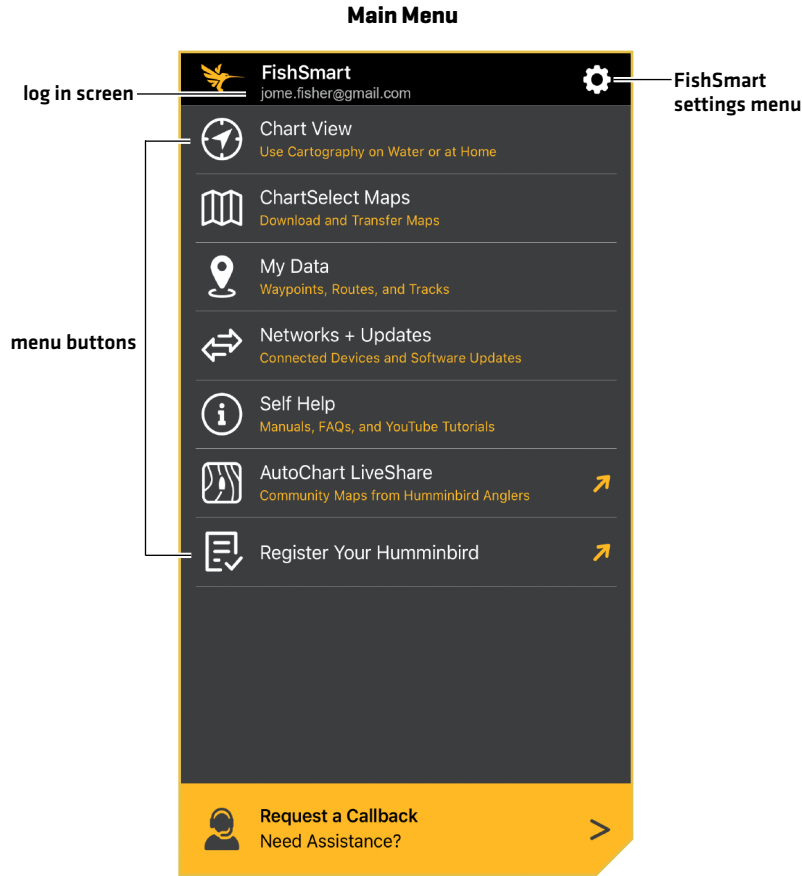 Main Menu
FishSmart
jome.fisher@gmail.com
log in screen
FishSmart
settings menu
Chart View
Use Cartography on Water or at Home
ChartSelect Maps
Download and Transfer Maps
My Data
Waypoints, Routes, and Tracks
menu buttons
Networks + Updates
Connected Devices and Software Updates
Self Help
Manuals, FAQs, and YouTube Tutorials
AutoChart LiveShare
Community Maps from Humminbird Anglers
Register Your Humminbird
Request a Callback
Need Assistance?